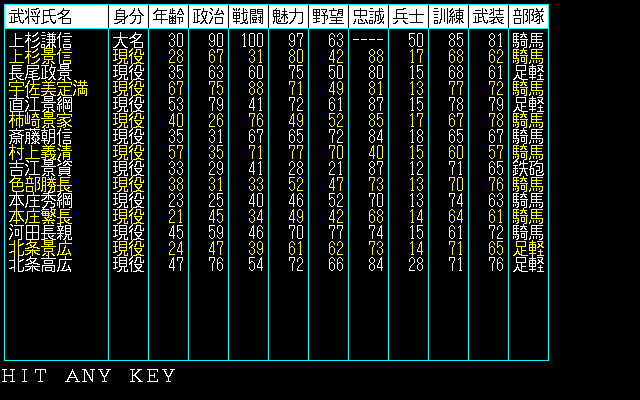 武将氏名 身分 年齢 政治 戦闘 魅力 野望 忠誠 兵士 訓練 武装 部隊
上杉謙信 大名 30 90 100 97 63 ---- 50 85 81 騎馬
上杉景信 現役 28 67 31 80 42 88 17 68 62 騎馬
長尾政景 現役 35 63 60 75 50 80 15 68 61 足軽
宇佐美定満 現役 67 75 88 71 49 81 13 77 72 騎馬
直江景綱 現役 53 79 41 72 61 87 15 78 79 足軽
柿崎景家 現役 40 26 76 49 52 85 17 67 78 騎馬
斎藤朝信 現役 35 31 67 65 72 84 18 65 67 騎馬
村上義清 現役 57 35 71 77 70 40 15 60 57 騎馬
吉江景資 現役 33 29 41 28 21 87 12 71 65 鉄砲
色部勝長 現役 38 31 33 52 47 73 13 70 76 騎馬
本庄秀綱 現役 23 25 40 46 52 70 13 74 63 騎馬
本庄繁長 現役 21 45 34 49 42 68 14 64 61 騎馬
河田長親 現役 45 59 46 70 77 74 15 61 72 騎馬
北条景広 現役 24 47 39 61 62 73 14 71 65 足軽
北条高広 現役 47 76 54 72 66 84 28 71 76 足軽
HIT ANY KEY